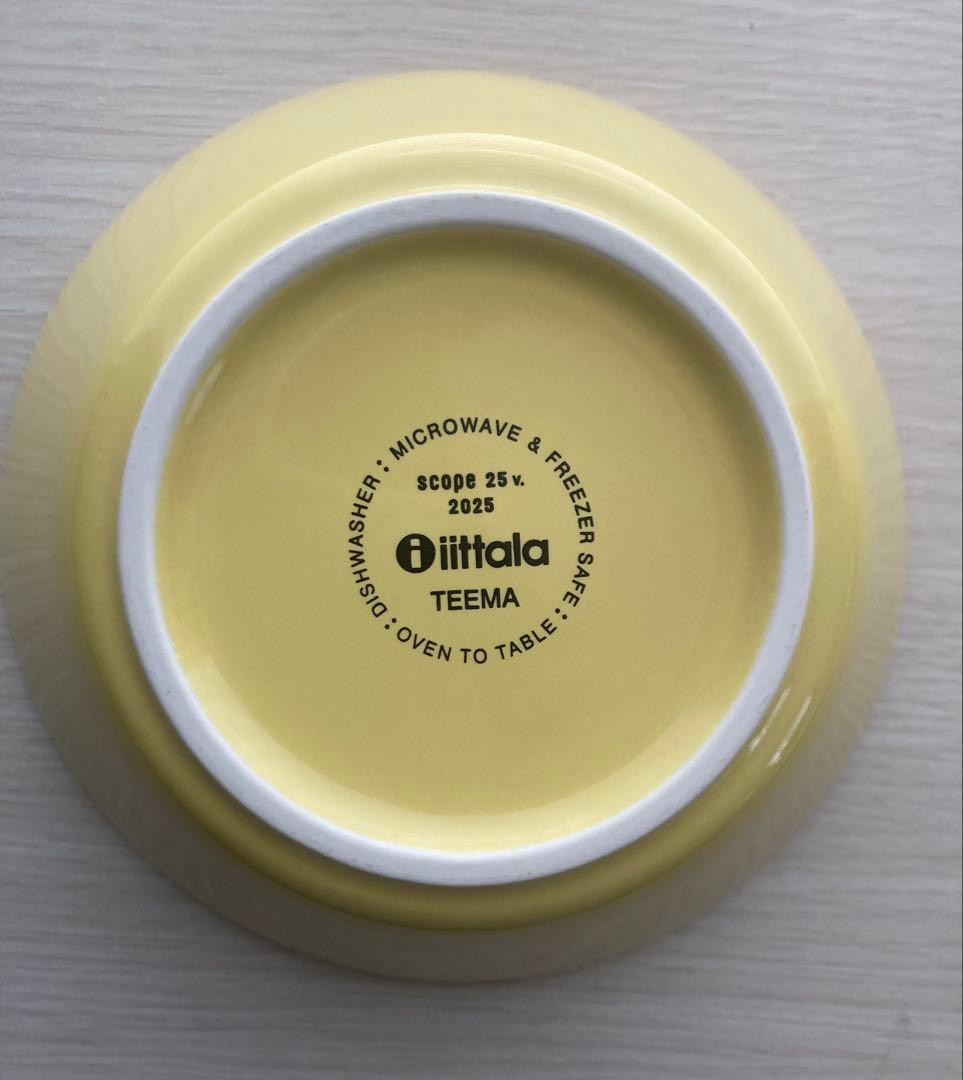 DISHWASHER : MICROWAVE & FREEZER SAFE : OVEN TO TABLE :
scope 25 v.
2025
iittala
TEEMA